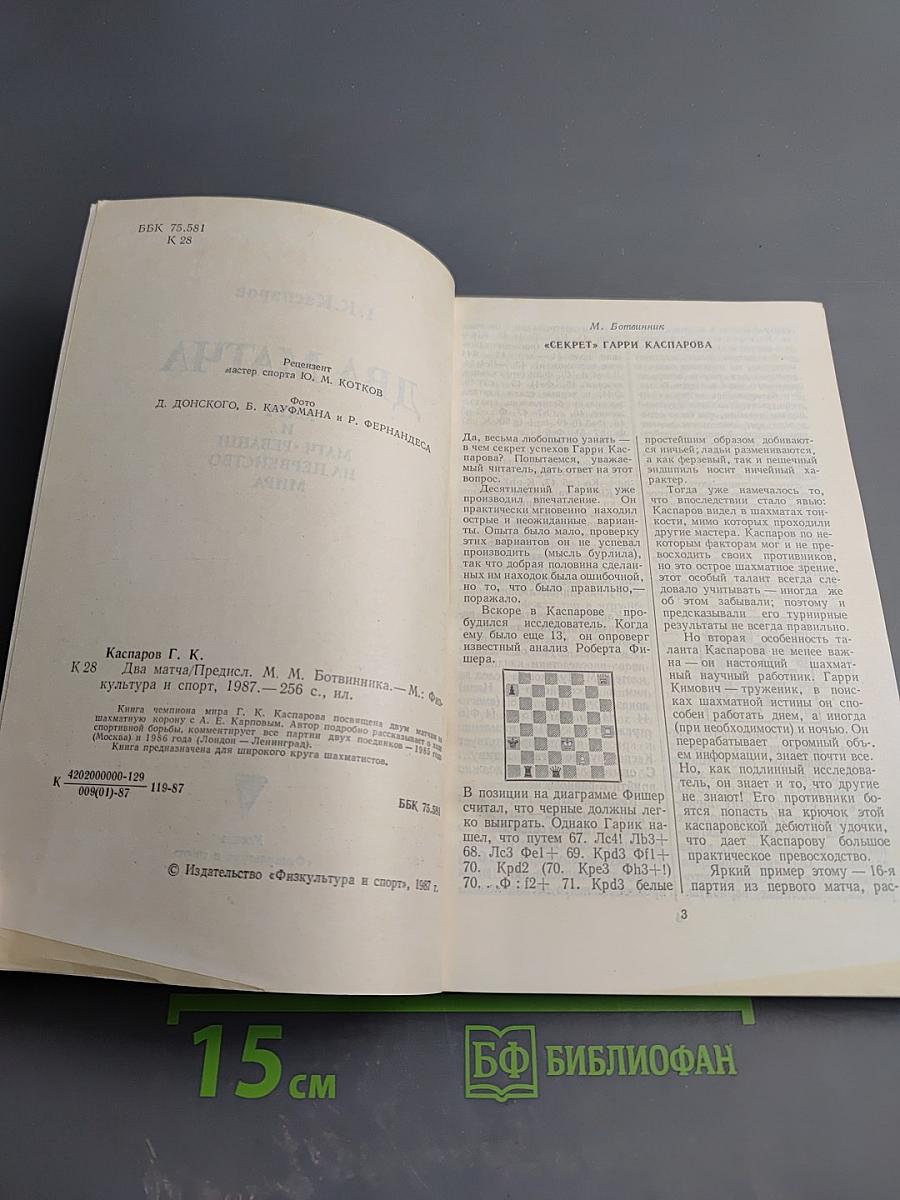 ББК 75.581
К 28
Рецензент
мастер спорта Ю. М. КОТКОВ
Фото
Д. ДОНСКОГО, Б. КАУФМАНА и Р. ФЕРНАНДЕСА
Каспаров Г. К.
К 28 Два матча/Предисл. М. М. Ботвинника.— М.: Физ-
культура и спорт, 1987.— 256 с., ил.
Книга чемпиона мира Г. К. Каспарова посвящена двум матчам за
шахматную корону с А. Е. Карповым. Автор подробно рассказывает о ходе
спортивной борьбы, комментирует все партии двух поединков — 1985 года
(Москва) и 1986 года (Лондон — Ленинград).
Книга предназначена для широкого круга шахматистов.
К 4202000000-129
009(01)-87 119-87
ББК 75.581
© Издательство «Физкультура и спорт», 1987 г.
М. Ботвинник
«СЕКРЕТ» ГАРРИ КАСПАРОВА
Да, весьма любопытно узнать —
в чем секрет успехов Гарри Кас-
парова? Попытаемся, уважае-
мый читатель, дать ответ на этот
вопрос.
Десятилетний Гарик уже
производил впечатление. Он
практически мгновенно находил
острые и неожиданные вариан-
ты. Опыта было мало, проверку
этих вариантов он не успевал
производить (мысль бурлила),
так что добрая половина сделан-
ных им находок была ошибочной,
но то, что было правильно,—
поражало.
Вскоре в Каспарове про-
будился исследователь. Когда
ему было еще 13, он опроверг
известный анализ Роберта Фи-
шера.
В позиции на диаграмме Фишер
считал, что черные должны лег-
ко выиграть. Однако Гарик на-
шел, что путем 67. Лc4! Лb3+
68. Лc3 Фe1+ 69. Крd3 Фf1+
70. Крd2 (70. Крe3 Фh3+!)
70. ..Ф : f2+ 71. Крd3 белые
простейшим образом добивают-
ся ничьей; ладьи размениваются,
а как ферзевый, так и пешечный
эндшпиль носит ничейный ха-
рактер.
Тогда уже намечалось то,
что впоследствии стало явью:
Каспаров видел в шахматах тон-
кости, мимо которых проходили
другие мастера. Каспаров по не-
которым факторам мог и не пре-
восходить своих противников,
но это острое шахматное зрение,
этот особый талант всегда сле-
довало учитывать — иногда же
об этом забывали; поэтому и
предсказывали его турнирные
результаты не всегда правильно.
Но вторая особенность та-
ланта Каспарова не менее важ-
на — он настоящий шахмат-
ный научный работник. Гарри
Кимович — труженик, в поис-
ках шахматной истины он спо-
собен работать днем, а иногда
(при необходимости) и ночью. Он
перерабатывает огромный объ-
ем информации, знает почти все.
Но, как подлинный исследова-
тель, он знает и то, что другие
не знают! Его противники бо-
ятся попасть на крючок этой
каспаровской дебютной удочки,
что дает Каспарову большое
практическое превосходство.
Яркий пример этому — 16-я
партия из первого матча, рас-
3
15 см
БФ БИБЛИОФАН